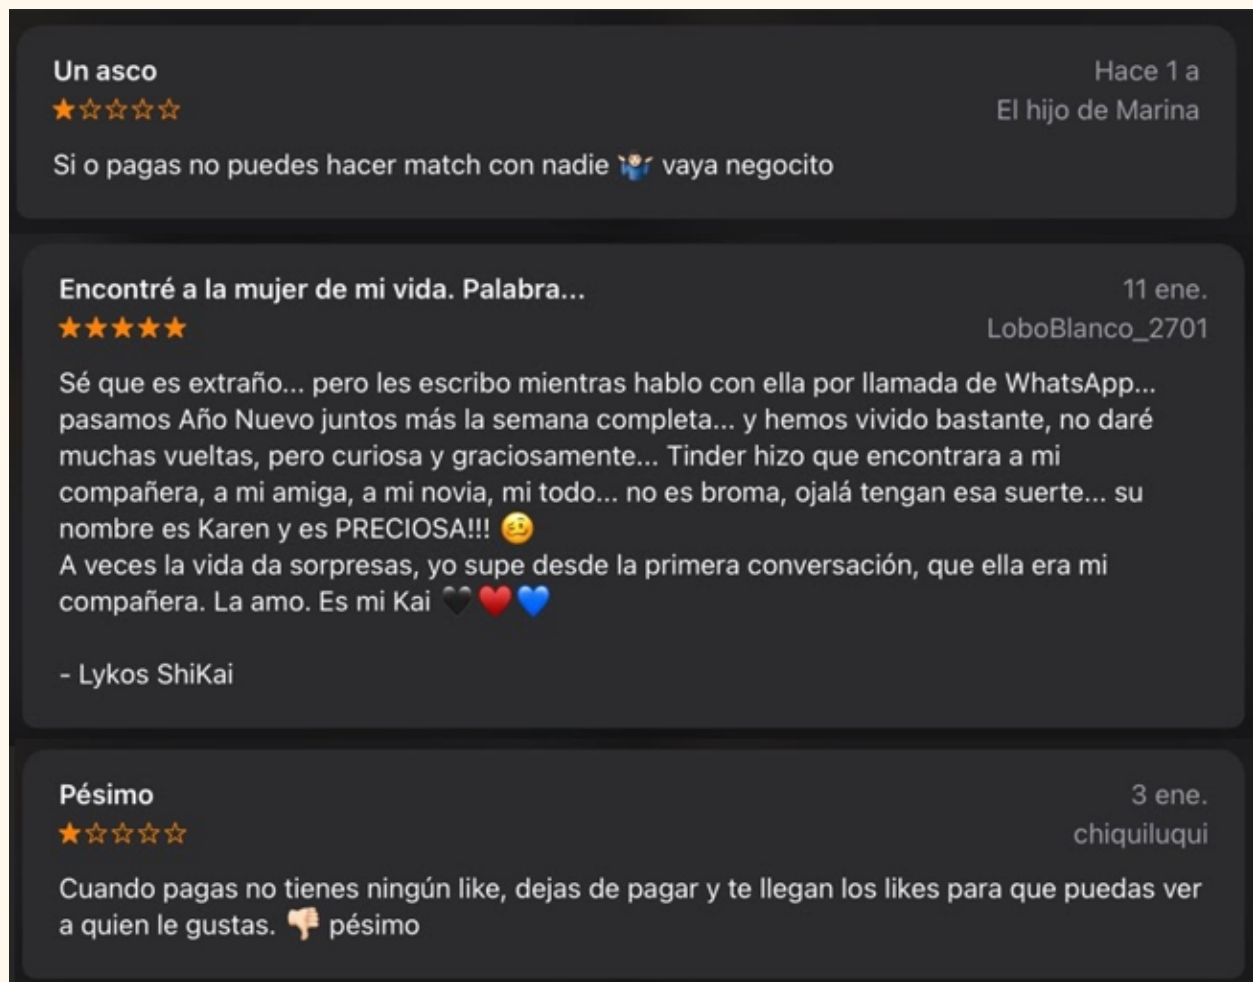 Un asco
Hace 1 a
★☆☆☆☆
El hijo de Marina
Si o pagas no puedes hacer match con nadie 🤷🏻‍♂️ vaya negocito
Encontré a la mujer de mi vida. Palabra...
11 ene.
★★★★★
LoboBlanco_2701
Sé que es extraño... pero les escribo mientras hablo con ella por llamada de WhatsApp...
pasamos Año Nuevo juntos más la semana completa... y hemos vivido bastante, no daré
muchas vueltas, pero curiosa y graciosamente... Tinder hizo que encontrara a mi
compañera, a mi amiga, a mi novia, mi todo... no es broma, ojalá tengan esa suerte... su
nombre es Karen y es PRECIOSA!!! 🥴
A veces la vida da sorpresas, yo supe desde la primera conversación, que ella era mi
compañera. La amo. Es mi Kai 🖤❤️💙
- Lykos ShiKai
Pésimo
3 ene.
★☆☆☆☆
chiquiluqui
Cuando pagas no tienes ningún like, dejas de pagar y te llegan los likes para que puedas ver
a quien le gustas. 👎🏻 pésimo